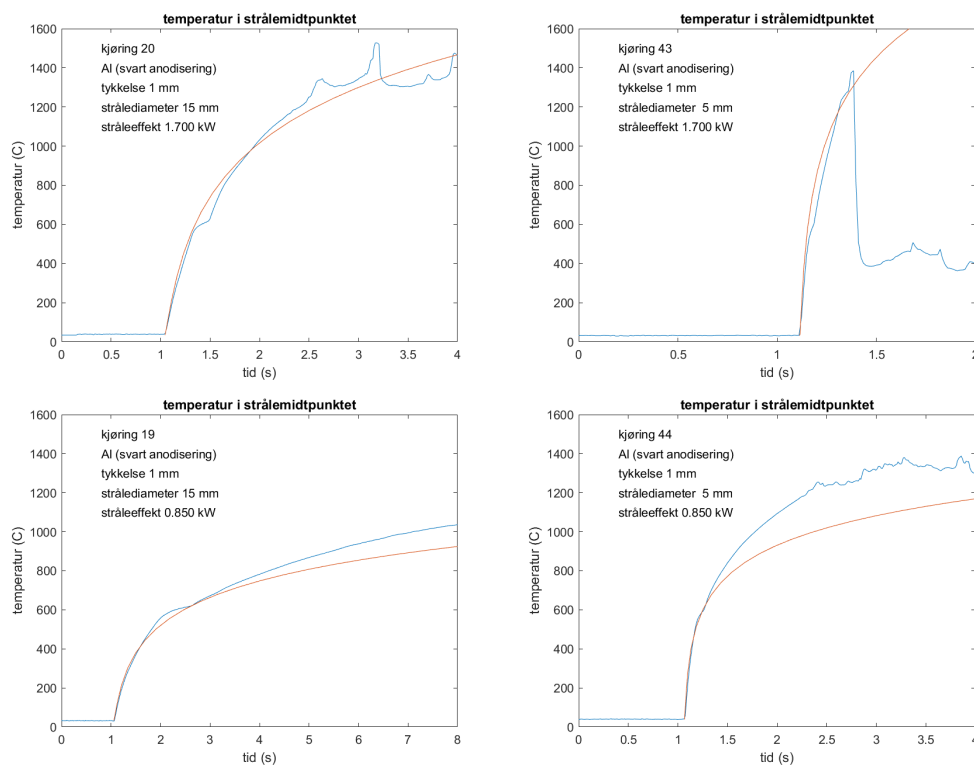 temperatur i strålemidtpunktet
1600
1400
1200
1000
800
600
400
200
0
kjøring 20
Al (svart anodisering)
tykkelse 1 mm
strålediameter 15 mm
stråleeffekt 1.700 kW
temperatur (C)
0 0.5 1 1.5 2 2.5 3 3.5 4
tid (s)
temperatur i strålemidtpunktet
1600
1400
1200
1000
800
600
400
200
0
kjøring 43
Al (svart anodisering)
tykkelse 1 mm
strålediameter 5 mm
stråleeffekt 1.700 kW
temperatur (C)
0 0.5 1 1.5 2
tid (s)
temperatur i strålemidtpunktet
1600
1400
1200
1000
800
600
400
200
0
kjøring 19
Al (svart anodisering)
tykkelse 1 mm
strålediameter 15 mm
stråleeffekt 0.850 kW
temperatur (C)
0 1 2 3 4 5 6 7 8
tid (s)
temperatur i strålemidtpunktet
1600
1400
1200
1000
800
600
400
200
0
kjøring 44
Al (svart anodisering)
tykkelse 1 mm
strålediameter 5 mm
stråleeffekt 0.850 kW
temperatur (C)
0 0.5 1 1.5 2 2.5 3 3.5 4
tid (s)